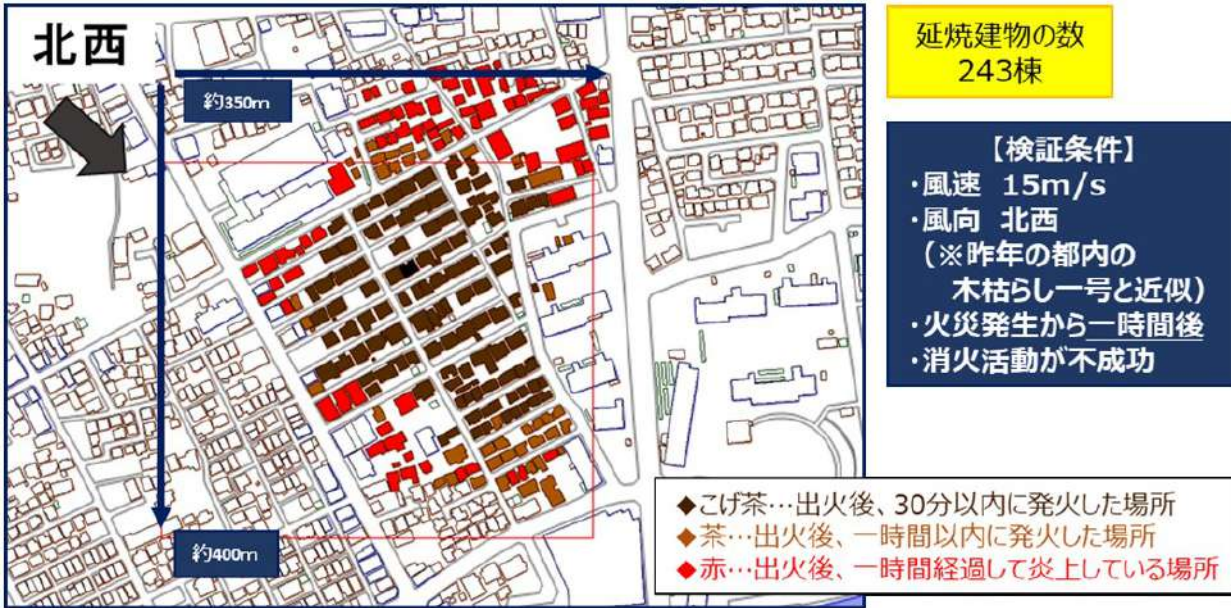 北西
約350m
約400m
延焼建物の数
243棟
【検証条件】
・風速 15m/s
・風向 北西
(※昨年の都内の
木枯らし一号と近似)
・火災発生から一時間後
・消火活動が不成功
◆こげ茶…出火後、30分以内に発火した場所
◆茶…出火後、一時間以内に発火した場所
◆赤…出火後、一時間経過して炎上している場所